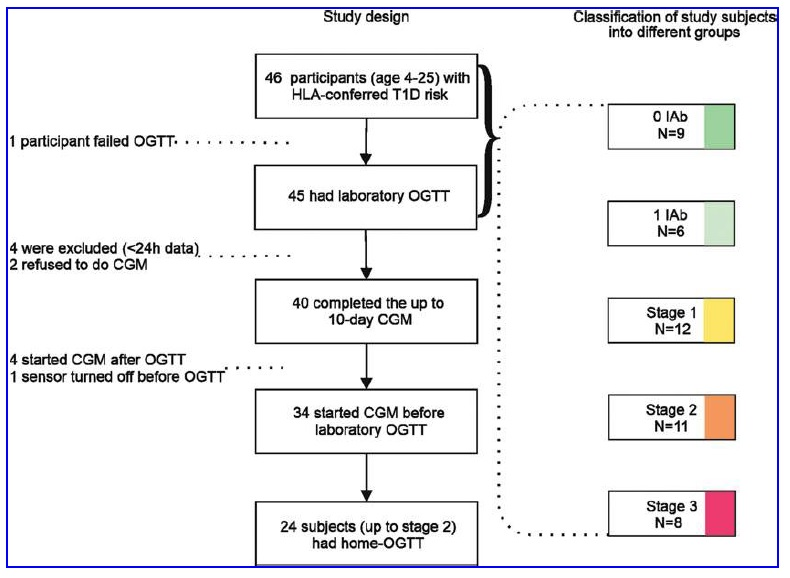 Study design
Classification of study subjects
into different groups
46 participants (age 4-25) with
HLA-conferred T1D risk
1 participant failed OGTT
45 had laboratory OGTT
4 were excluded (<24h data)
2 refused to do CGM
40 completed the up to
10-day CGM
4 started CGM after OGTT
1 sensor turned off before OGTT
34 started CGM before
laboratory OGTT
24 subjects (up to stage 2)
had home-OGTT
0 IAb
N=9
1 IAb
N=6
Stage 1
N=12
Stage 2
N=11
Stage 3
N=8